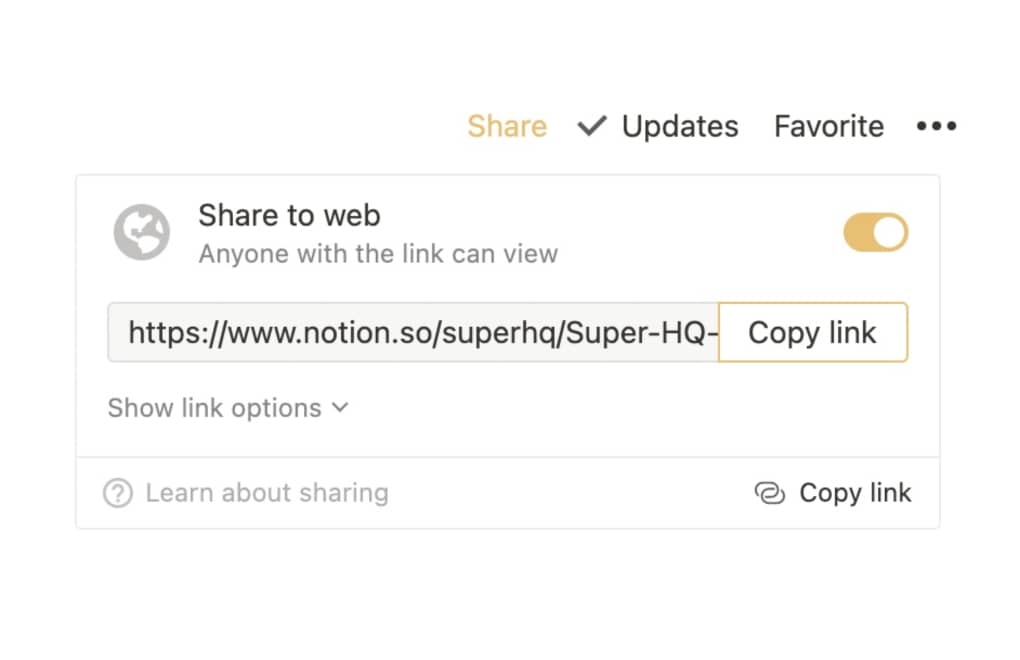 Share Updates Favorite •••
Share to web
Anyone with the link can view
https://www.notion.so/superhq/Super-HQ- Copy link
Show link options
Learn about sharing Copy link